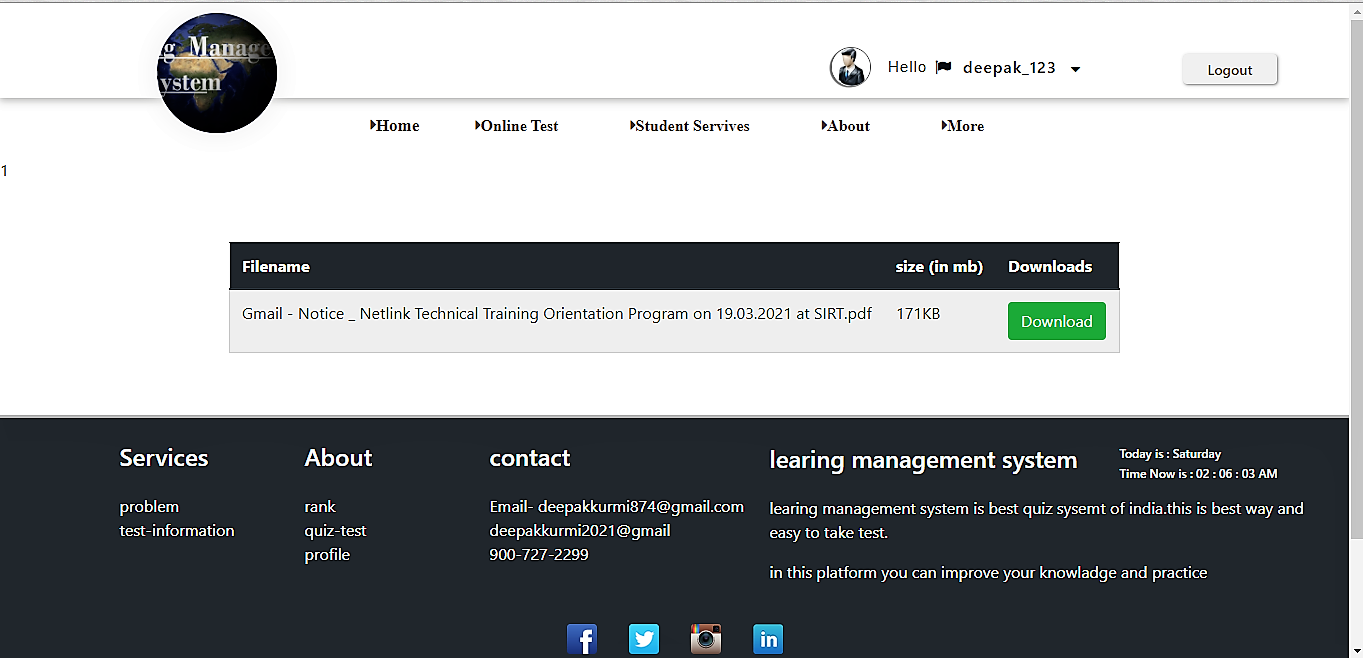 g Manage
ystem
Hello deepak_123
Logout
Home Online Test Student Servives About More
1
Filename size (in mb) Downloads
Gmail - Notice _ Netlink Technical Training Orientation Program on 19.03.2021 at SIRT.pdf 171KB Download
Services About contact learing management system
Today is : Saturday
Time Now is : 02 : 06 : 03 AM
problem rank Email- deepakkurmi874@gmail.com learing management system is best quiz sysemt of india.this is best way and
test-information quiz-test deepakkurmi2021@gmail easy to take test.
profile 900-727-2299
in this platform you can improve your knowladge and practice
f
in